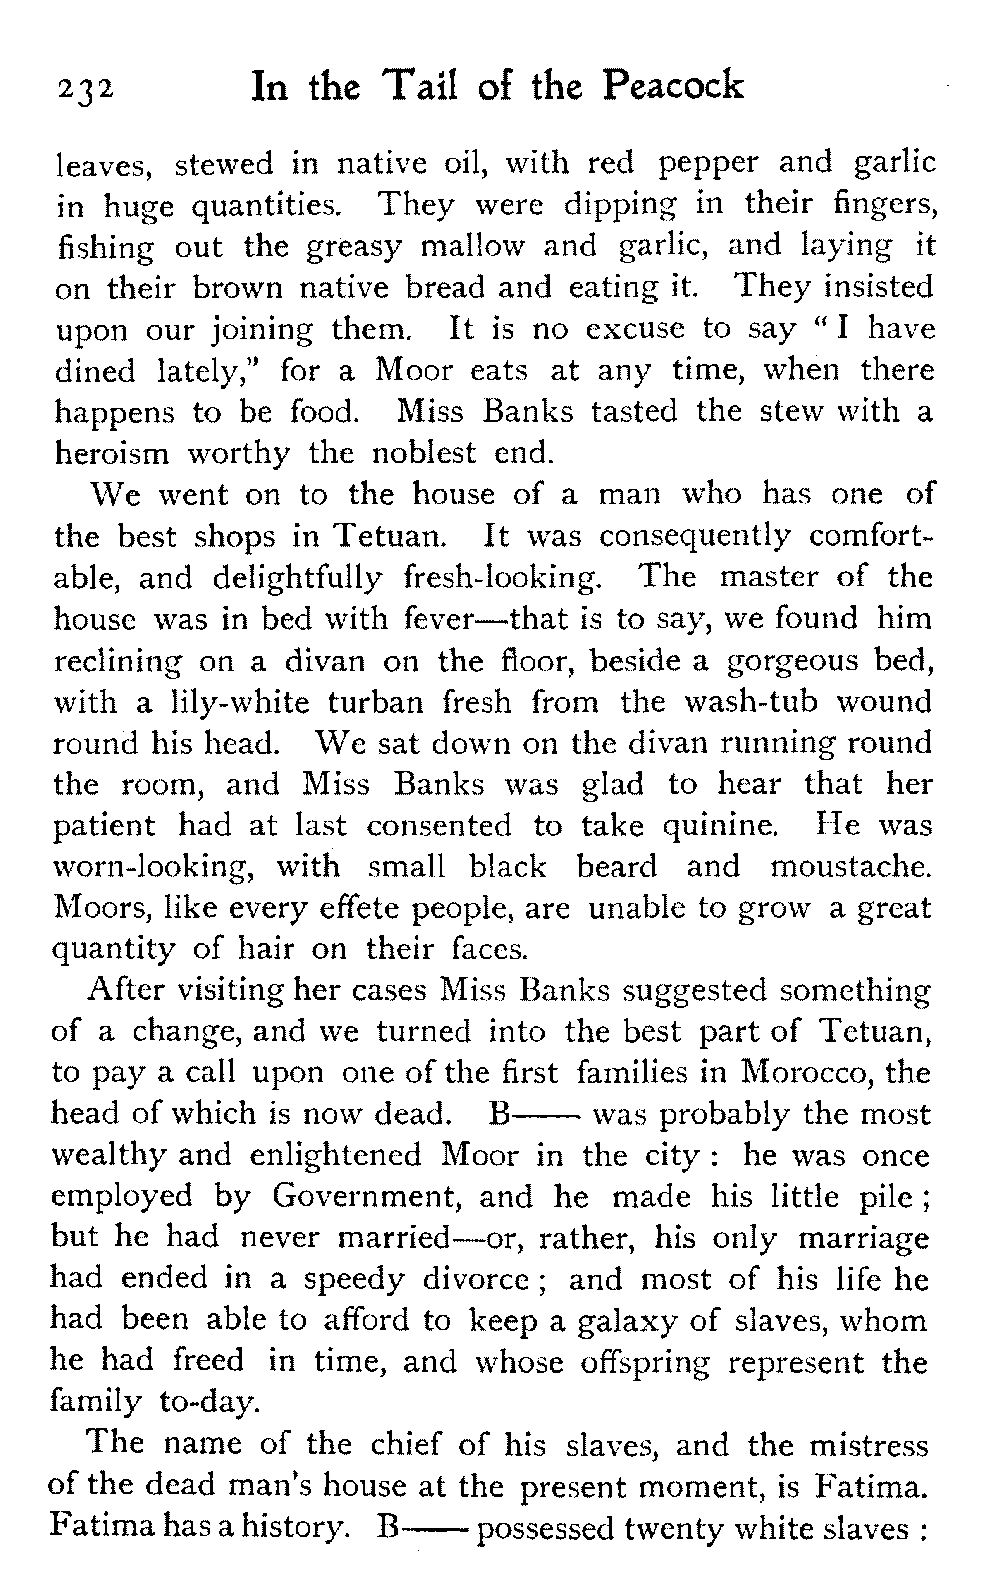 232 In the Tail of the Peacock
leaves, stewed in native oil, with red pepper and garlic
in huge quantities. They were dipping in their fingers,
fishing out the greasy mallow and garlic, and laying it
on their brown native bread and eating it. They insisted
upon our joining them. It is no excuse to say “I have
dined lately,” for a Moor eats at any time, when there
happens to be food. Miss Banks tasted the stew with a
heroism worthy the noblest end.
We went on to the house of a man who has one of
the best shops in Tetuan. It was consequently comfort-
able, and delightfully fresh-looking. The master of the
house was in bed with fever—that is to say, we found him
reclining on a divan on the floor, beside a gorgeous bed,
with a lily-white turban fresh from the wash-tub wound
round his head. We sat down on the divan running round
the room, and Miss Banks was glad to hear that her
patient had at last consented to take quinine. He was
worn-looking, with small black beard and moustache.
Moors, like every effete people, are unable to grow a great
quantity of hair on their faces.
After visiting her cases Miss Banks suggested something
of a change, and we turned into the best part of Tetuan,
to pay a call upon one of the first families in Morocco, the
head of which is now dead. B—— was probably the most
wealthy and enlightened Moor in the city : he was once
employed by Government, and he made his little pile ;
but he had never married—or, rather, his only marriage
had ended in a speedy divorce ; and most of his life he
had been able to afford to keep a galaxy of slaves, whom
he had freed in time, and whose offspring represent the
family to-day.
The name of the chief of his slaves, and the mistress
of the dead man's house at the present moment, is Fatima.
Fatima has a history. B—— possessed twenty white slaves :